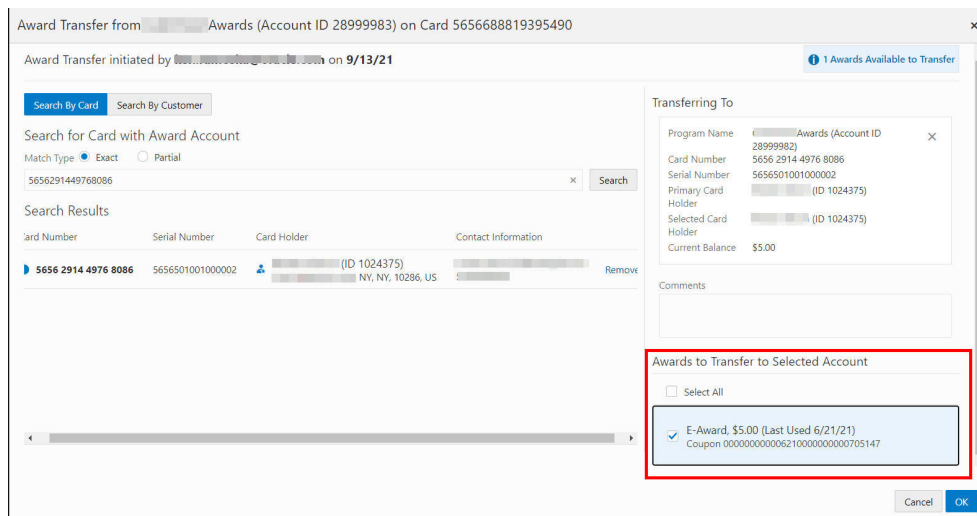 Award Transfer from Awards (Account ID 28999983) on Card 5656688819395490
Award Transfer initiated by on 9/13/21
1 Awards Available to Transfer
Search By Card Search By Customer
Search for Card with Award Account
Match Type Exact Partial
5656291449768086 Search
Search Results
ard Number Serial Number Card Holder Contact Information
5656 2914 4976 8086 5656501001000002 (ID 1024375) Remove
NY, NY, 10286, US
Transferring To
Program Name Awards (Account ID
28999982)
Card Number 5656 2914 4976 8086
Serial Number 5656501001000002
Primary Card (ID 1024375)
Holder
Selected Card (ID 1024375)
Holder
Current Balance $5.00
Comments
Awards to Transfer to Selected Account
Select All
E-Award, $5.00 (Last Used 6/21/21)
Cancel OK